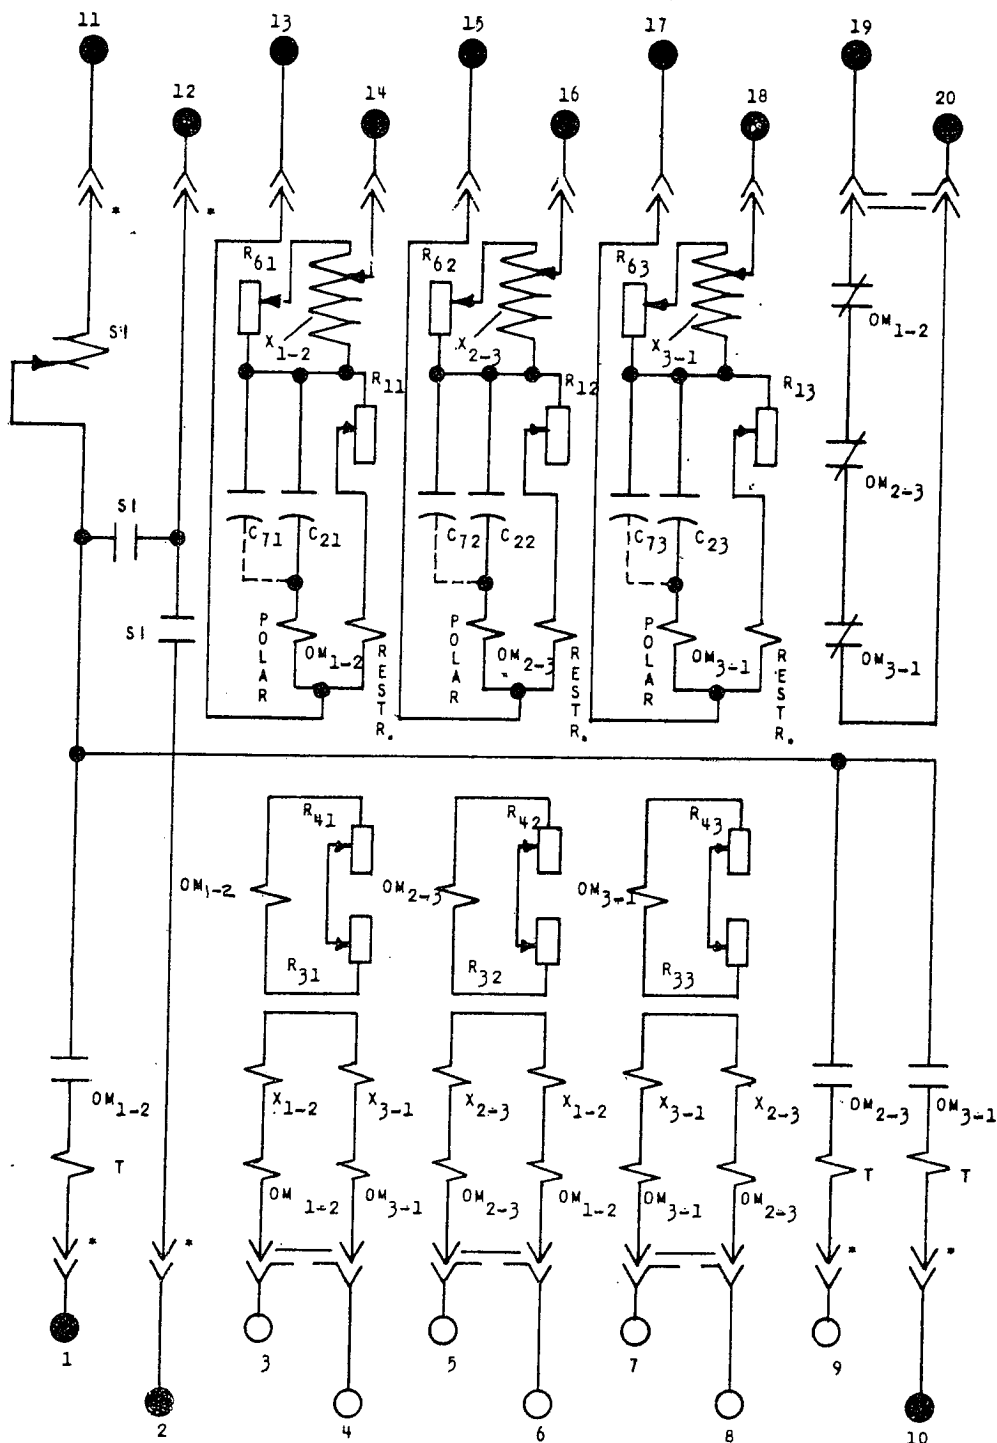 11
13
15
17
19
12
14
16
18
20
*
*
R61
R62
R63
X1-2
X2-3
X3-1
SI
R11
R12
R13
OM1-2
OM2-3
OM3-1
SI
C71
C21
C72
C22
C73
C23
SI
POLAR
OM1-2
RESTR.
POLAR
OM2-3
RESTR.
POLAR
OM3-1
RESTR.
R41
R42
R43
OM1-2
OM2-3
OM3-1
R31
R32
R33
OM1-2
X1-2
X3-1
X2-3
X1-2
X3-1
X2-3
OM2-3
OM3-1
T
OM1-2
OM3-1
OM2-3
OM1-2
OM3-1
OM2-3
T
T
*
*
*
*
1
3
5
7
9
2
4
6
8
10